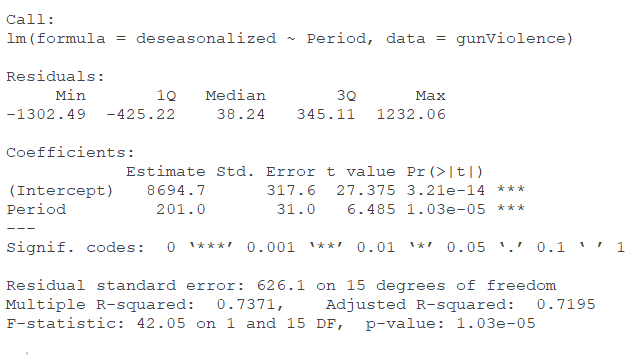 Call:
lm(formula = deseasonalized ~ Period, data = gunViolence)
Residuals:
     Min       1Q   Median       3Q      Max
-1302.49  -425.22    38.24   345.11  1232.06
Coefficients:
            Estimate Std. Error t value Pr(>|t|)
(Intercept)   8694.7      317.6  27.375 3.21e-14 ***
Period         201.0       31.0   6.485 1.03e-05 ***
---
Signif. codes:  0 ‘***’ 0.001 ‘**’ 0.01 ‘*’ 0.05 ‘.’ 0.1 ‘ ’ 1
Residual standard error: 626.1 on 15 degrees of freedom
Multiple R-squared:  0.7371,    Adjusted R-squared:  0.7195
F-statistic: 42.05 on 1 and 15 DF,  p-value: 1.03e-05